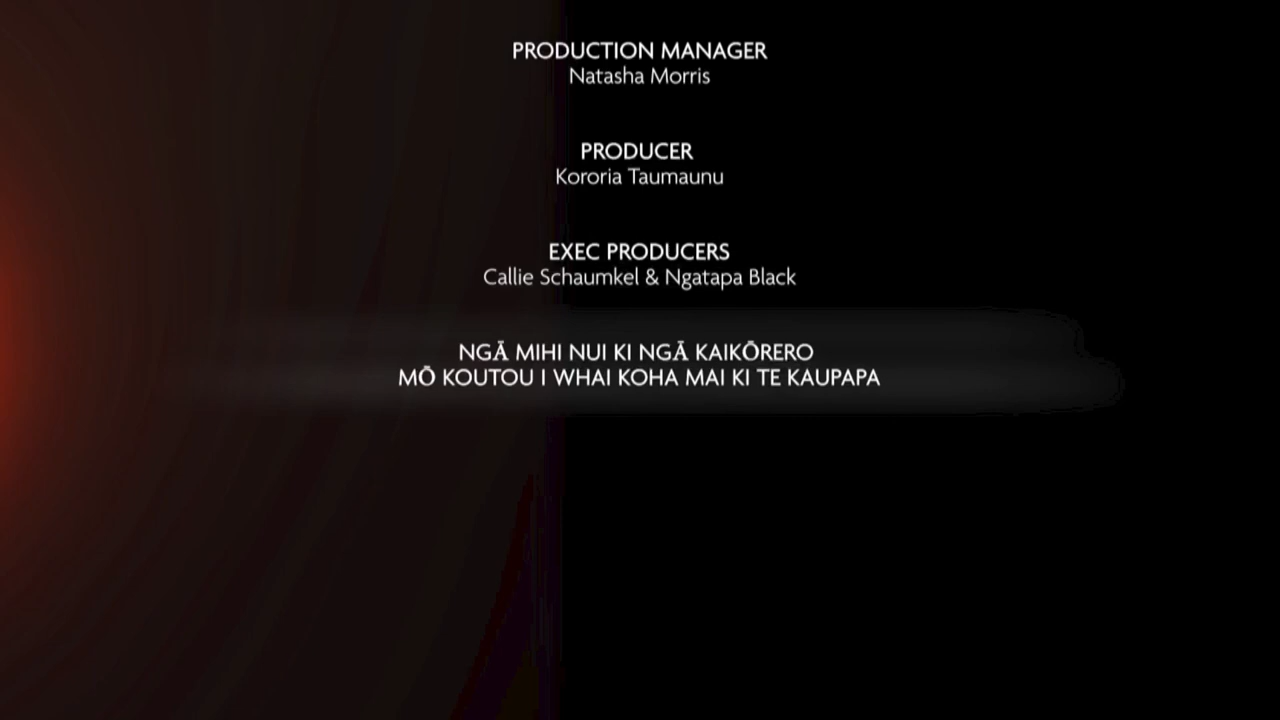 PRODUCTION MANAGER
Natasha Morris
PRODUCER
Kororia Taumaunu
EXEC PRODUCERS
Callie Schaumkel & Ngatapa Black
NGĀ MIHI NUI KI NGĀ KAIKŌRERO
MŌ KOUTOU I WHAI KOHA MAI KI TE KAUPAPA